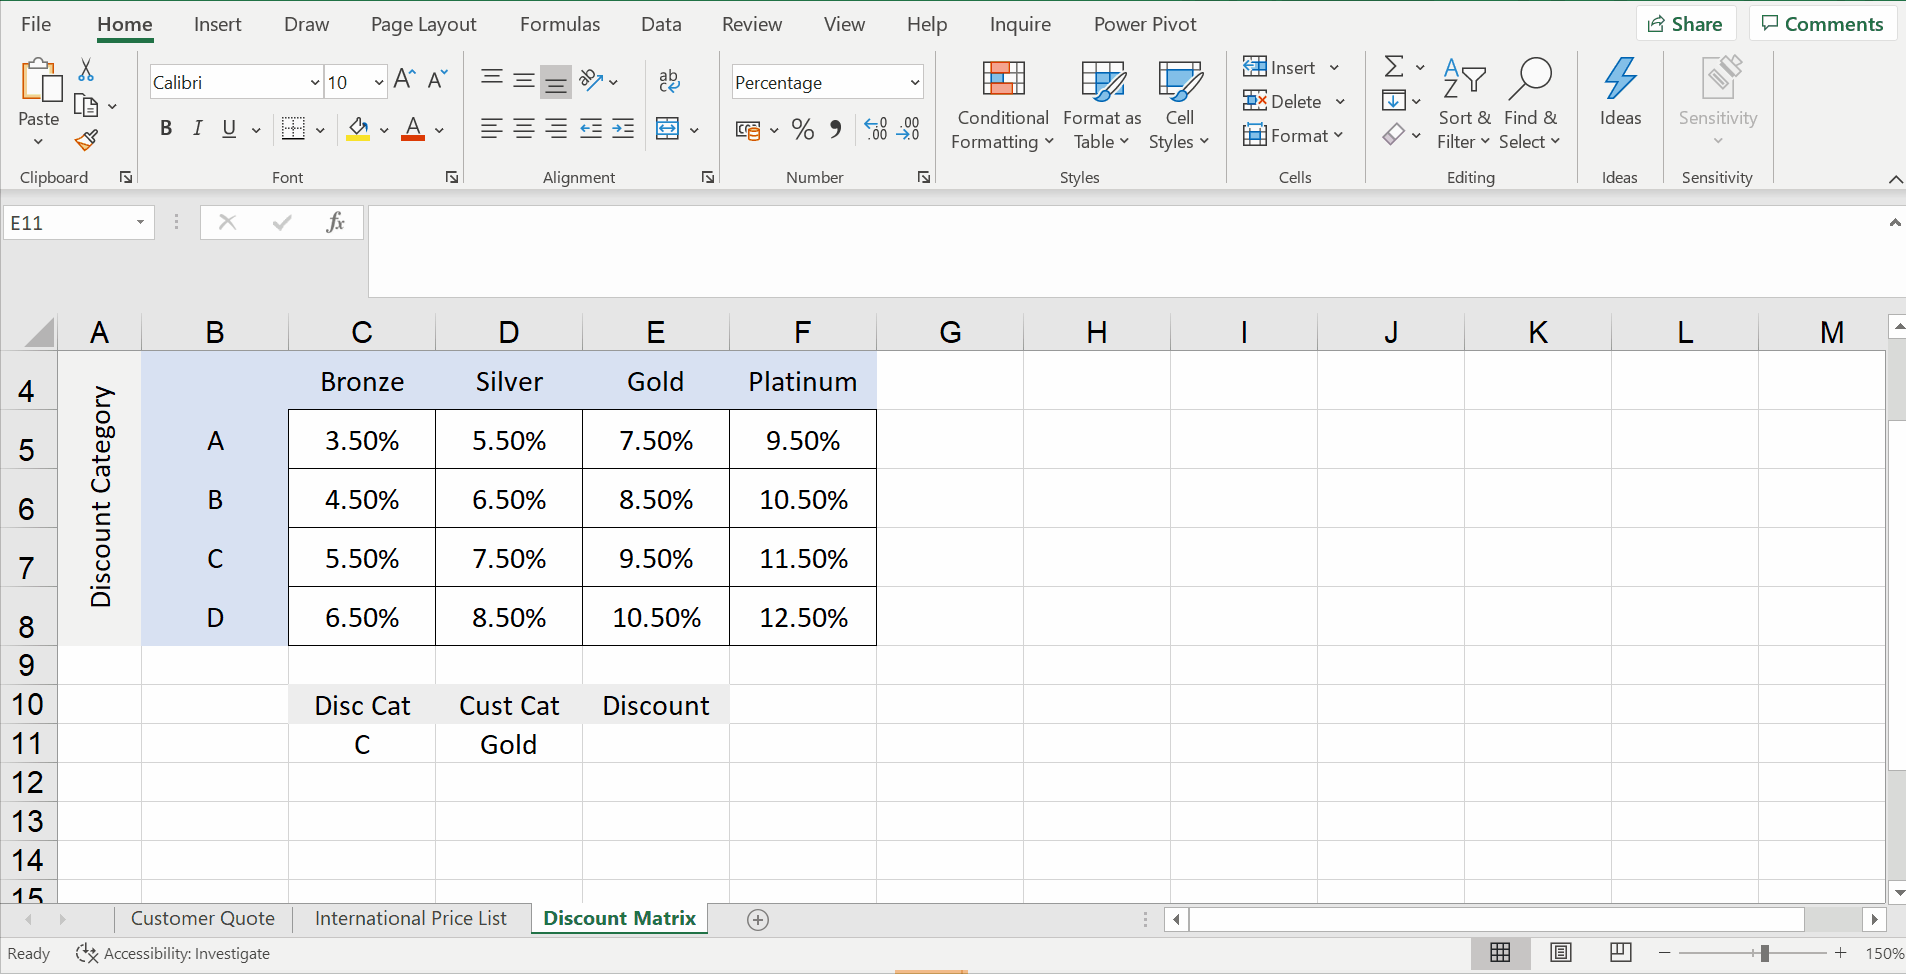 File Home Insert Draw Page Layout Formulas Data Review View Help Inquire Power Pivot Share Comments
Paste
Clipboard
Calibri 10
B I U A
Font
ab
Alignment
Percentage
% .00 .00
Number
Conditional Formatting
Format as Table
Cell Styles
Styles
Insert
Delete
Format
Cells
Sort & Filter
Find & Select
Editing
Ideas
Ideas
Sensitivity
Sensitivity
E11 fx
A B C D E F G H I J K L M
4 Bronze Silver Gold Platinum
Discount Category
5 A 3.50% 5.50% 7.50% 9.50%
6 B 4.50% 6.50% 8.50% 10.50%
7 C 5.50% 7.50% 9.50% 11.50%
8 D 6.50% 8.50% 10.50% 12.50%
9
10 Disc Cat Cust Cat Discount
11 C Gold
12
13
14
15
Customer Quote International Price List Discount Matrix
Ready Accessibility: Investigate 150%